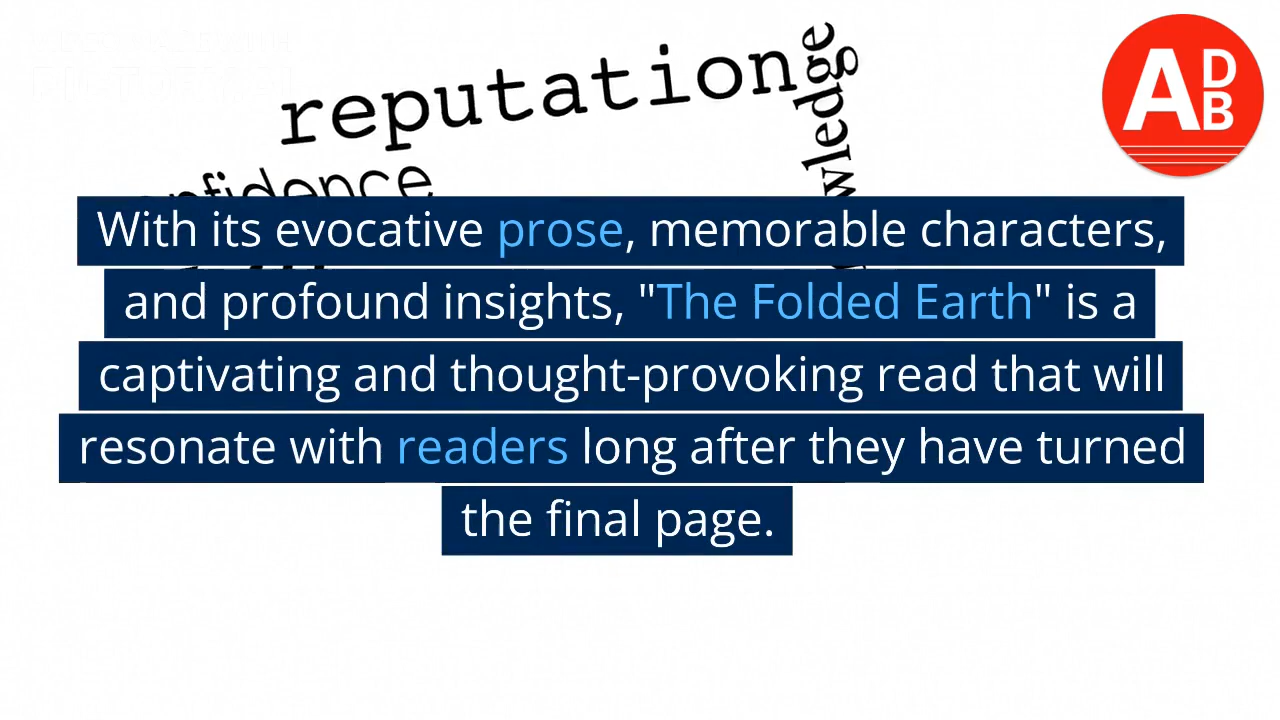 reputation
ADB
With its evocative prose, memorable characters,
and profound insights, "The Folded Earth" is a
captivating and thought-provoking read that will
resonate with readers long after they have turned
the final page.